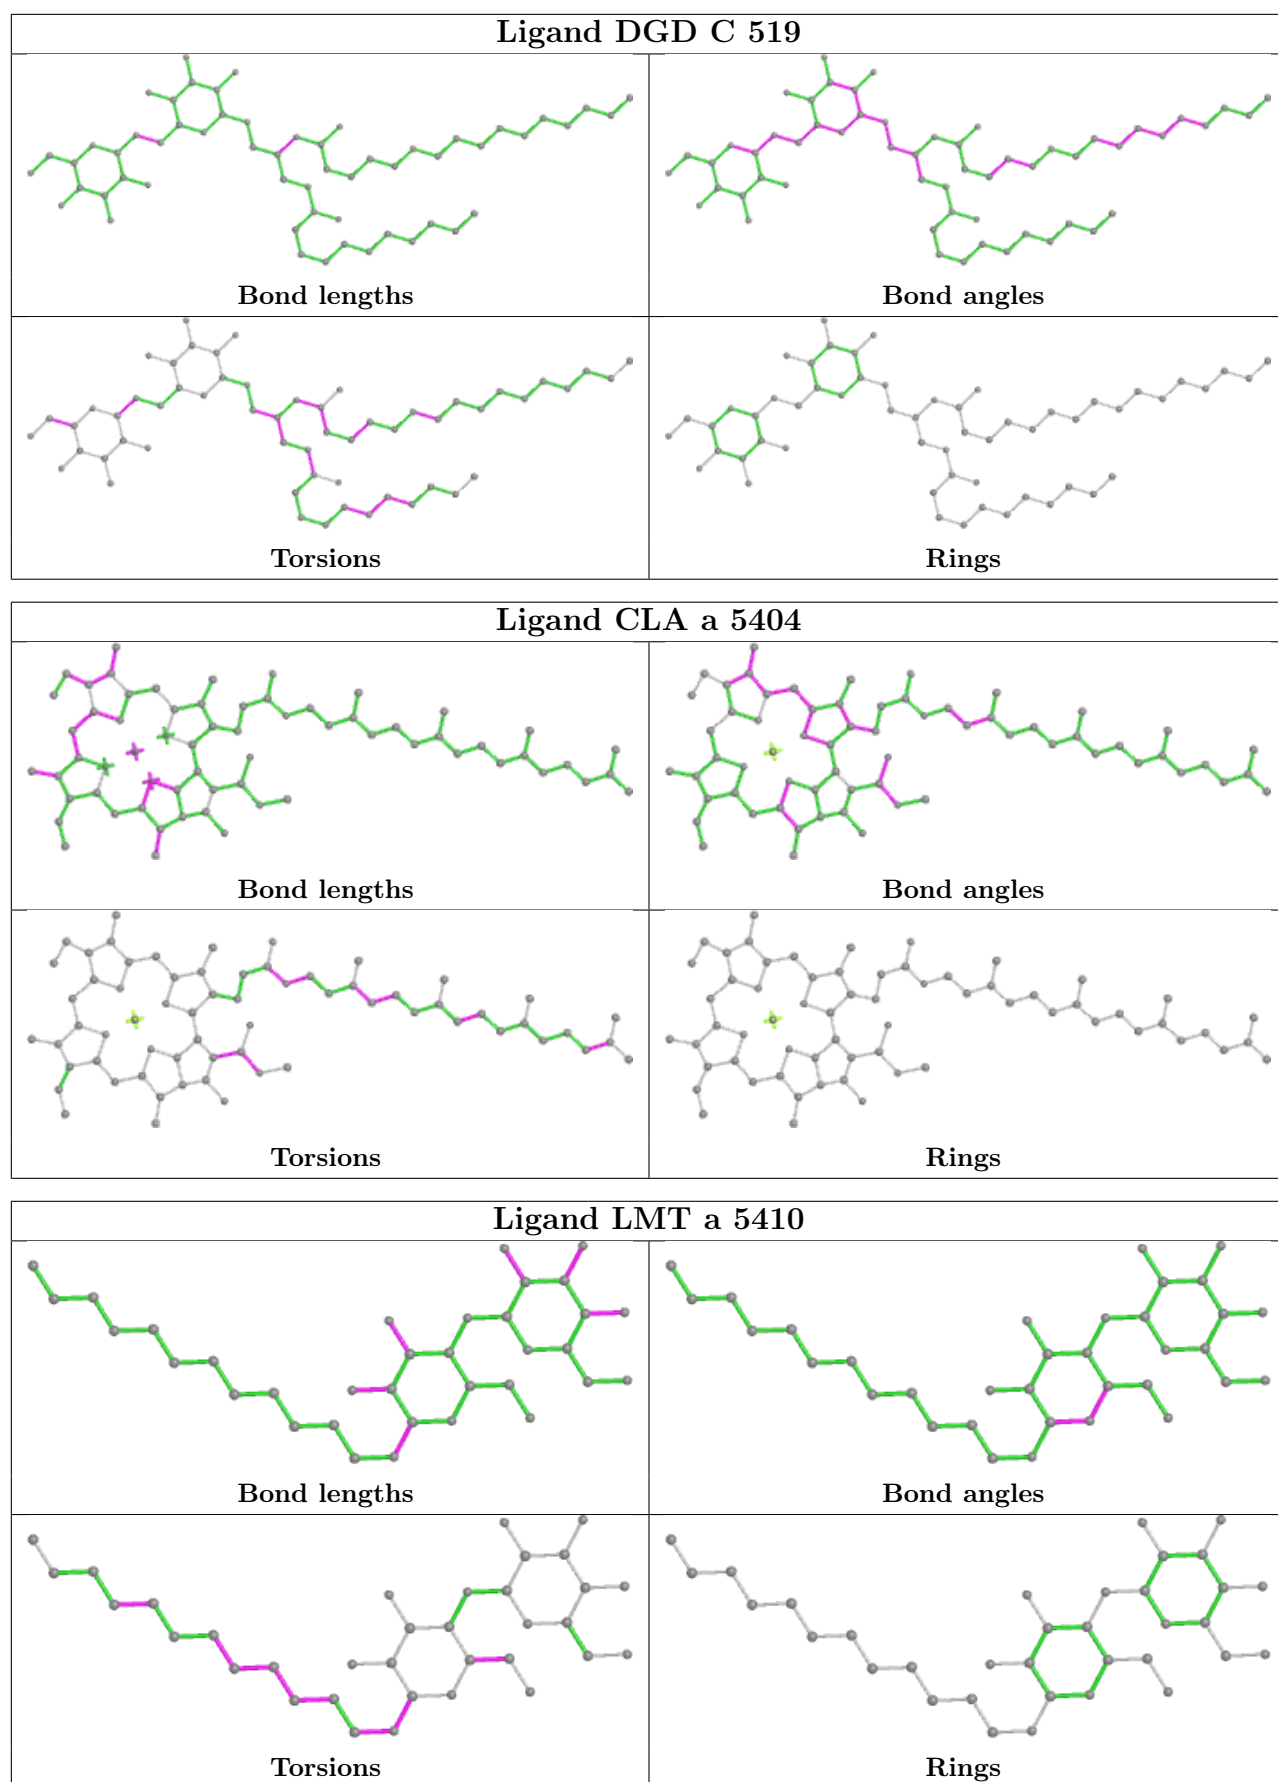 Ligand DGD C 519
Bond lengths
Bond angles
Torsions
Rings
Ligand CLA a 5404
Bond lengths
Bond angles
Torsions
Rings
Ligand LMT a 5410
Bond lengths
Bond angles
Torsions
Rings